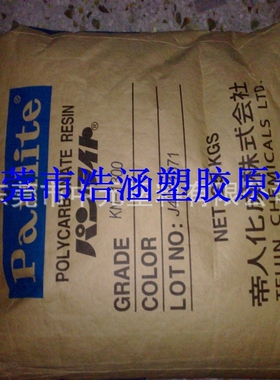 Panlite
POLYCARBONATE RESIN
パンライト
GRADE
COLOR
LOT NO:
NET
KGS
帝人化成株式会社
TEIJIN CHEMICALS LTD.
莞市浩涵塑胶原